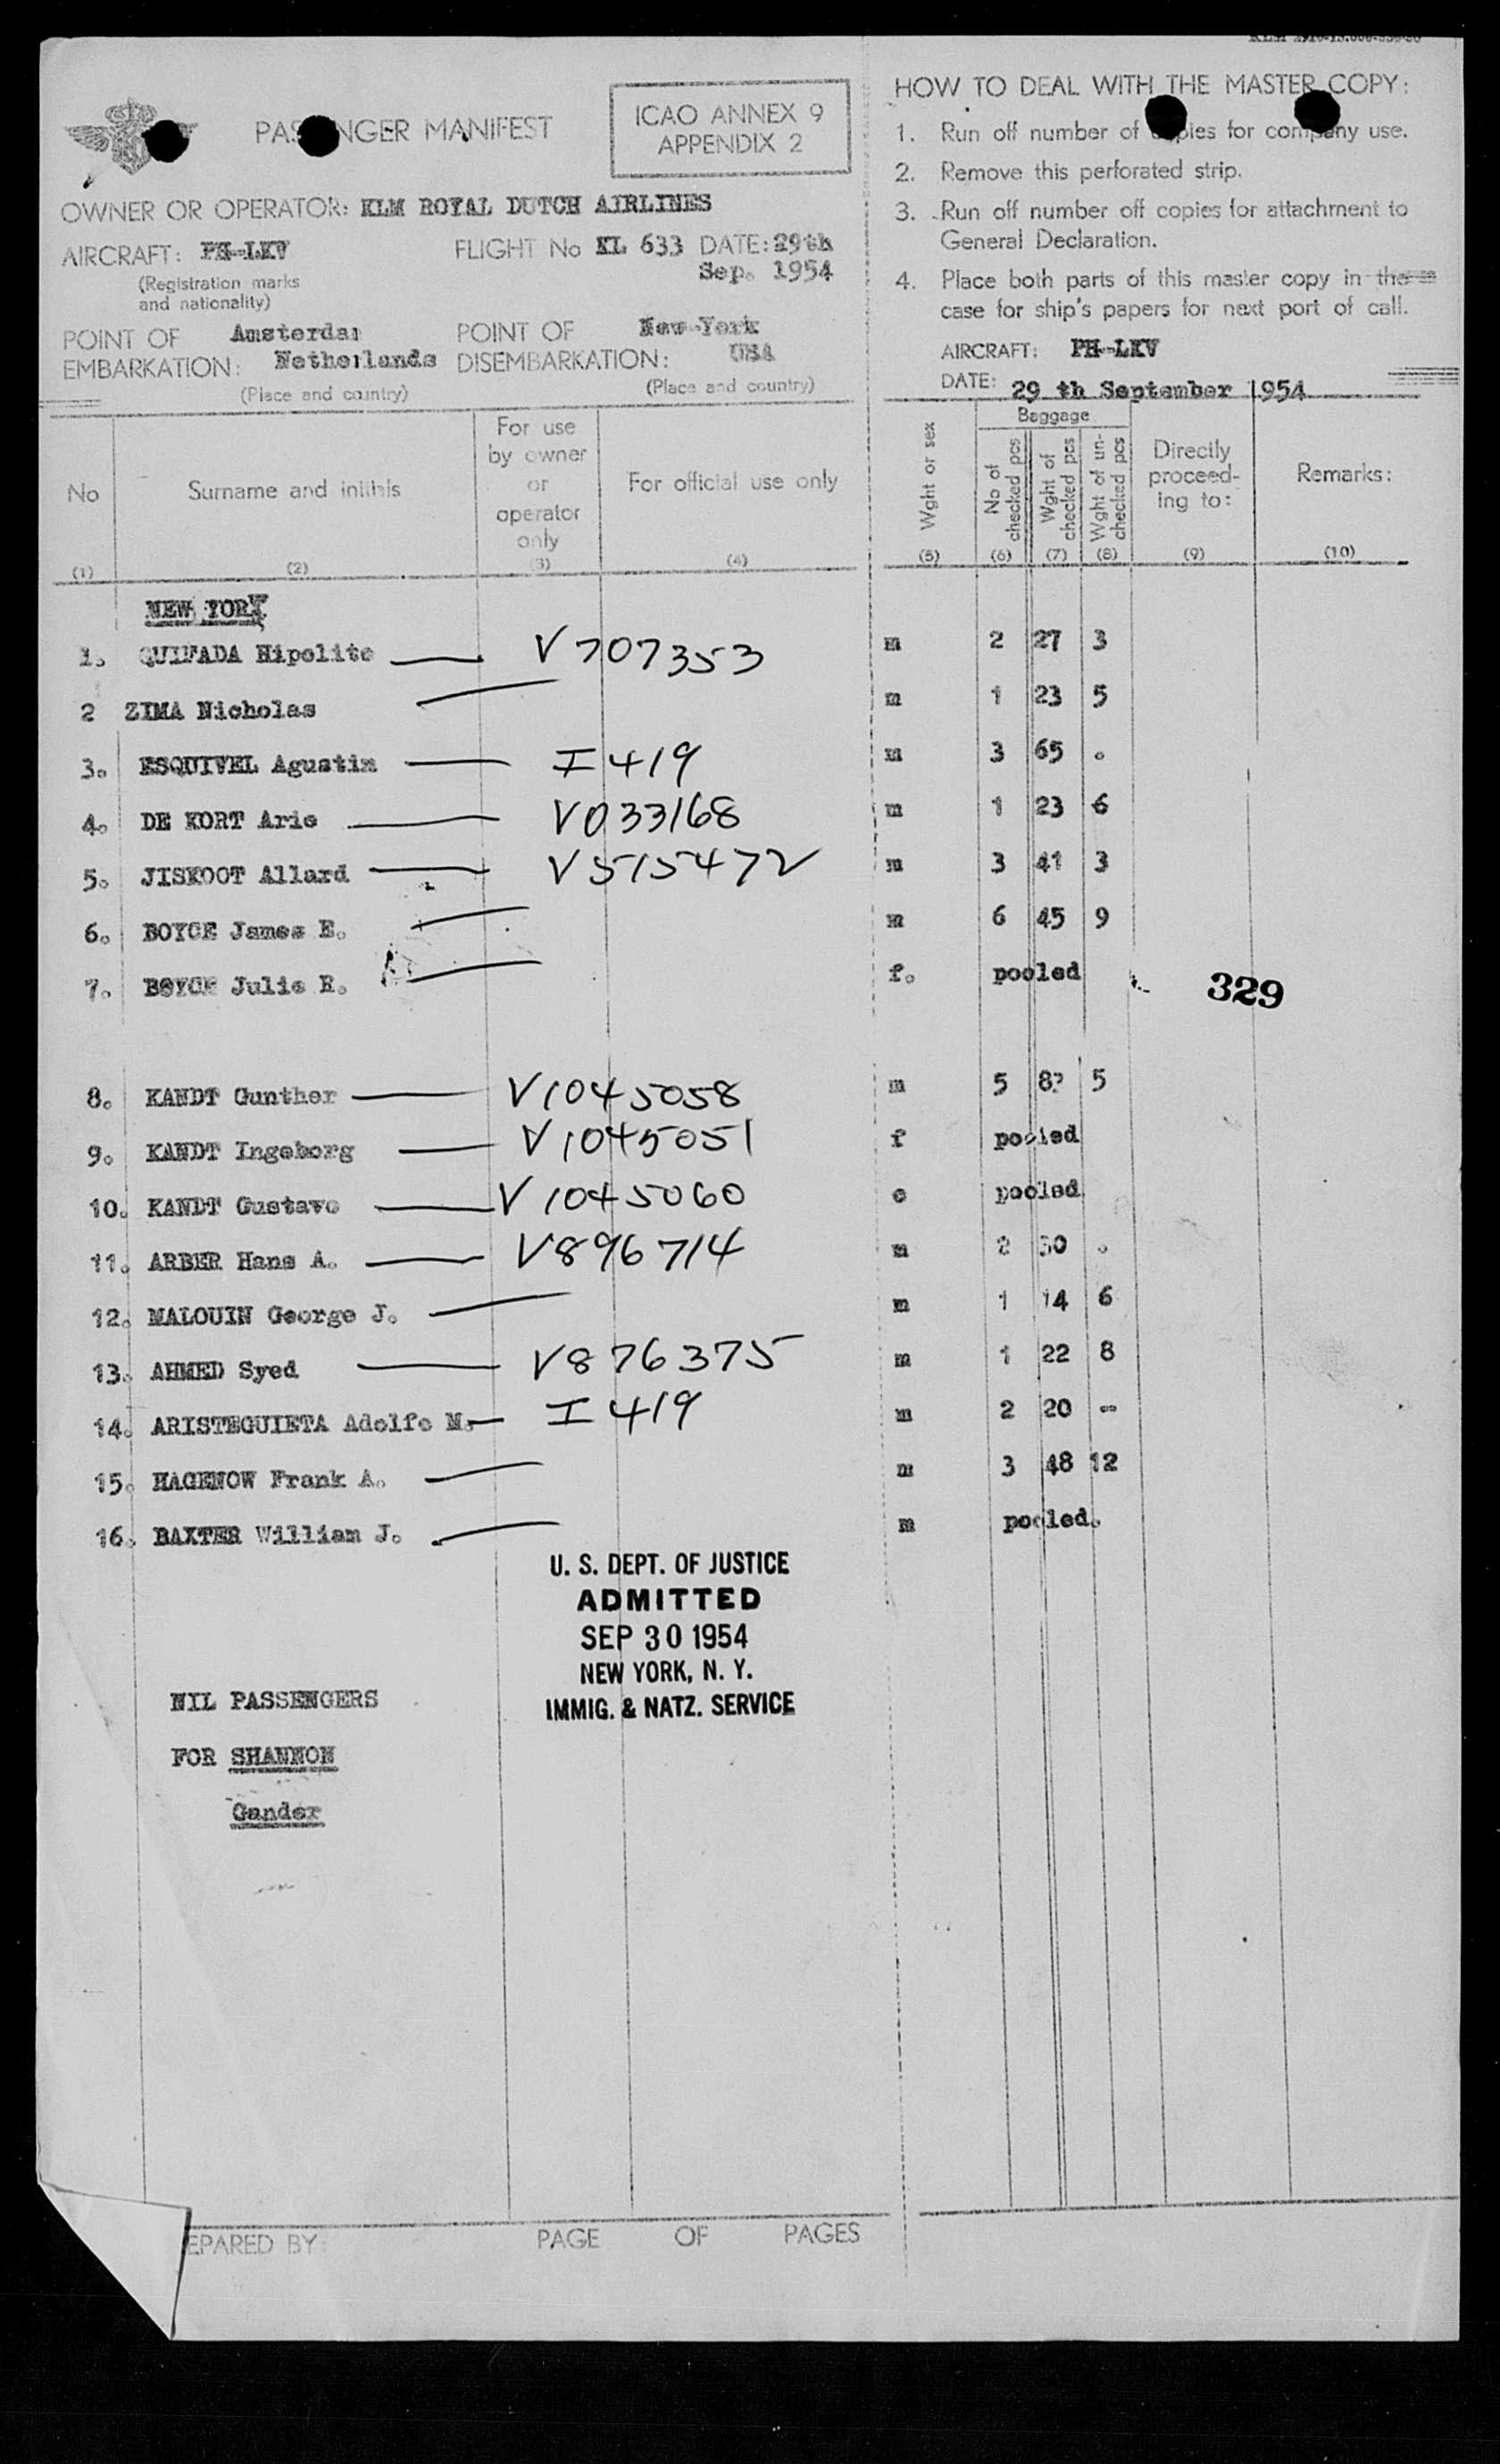 PASSENGER MANIFEST
ICAO ANNEX 9
APPENDIX 2
OWNER OR OPERATOR: KLM ROYAL DUTCH AIRLINES
AIRCRAFT: PH-LKV
(Registration marks
and nationality)
FLIGHT No KL 633 DATE: 29th
Sep. 1954
POINT OF
EMBARKATION: Amsterdam
Netherlands
(Place and country)
POINT OF
DISEMBARKATION: New-York
USA
(Place and country)
HOW TO DEAL WITH THE MASTER COPY:
1. Run off number of copies for company use.
2. Remove this perforated strip.
3. Run off number off copies for attachment to
General Declaration.
4. Place both parts of this master copy in the
case for ship's papers for next port of call.
AIRCRAFT: PH-LKV
DATE: 29 th September 1954
No
(1)
Surname and initials
(2)
For use
by owner
or
operator
only
(3)
For official use only
(4)
Wght or sex
(5)
Baggage
No of
checked pcs
(6)
Wght of
checked pcs
(7)
Wght of un-
checked pcs
(8)
Directly
proceed-
ing to:
(9)
Remarks:
(10)
NEW YORK
1. QUIFADA Hipolito V707353 m 2 27 3
2 ZIMA Nicholas m 1 23 5
3. ESQUIVEL Agustin I 419 m 3 65 .
4. DE KORT Arie V033168 m 1 23 6
5. JISKOOT Allard V515472 m 3 41 3
6. BOYCE James E. m 6 45 9
7. BOYCE Julie E. f. pooled
329
8. KANDT Gunther V1045058 m 5 5
9. KANDT Ingeborg V1045051 f pooled
10. KANDT Gustavo V1045060 c pooled
11. ARBER Hans A. V896714 m 2 30 .
12. MALOUIN George J. m 1 14 6
13. AHMED Syed V876375 m 1 22 8
14. ARISTEGUIETA Adolfo M. I 419 m 2 20 -
15. HAGENOW Frank A. m 3 48 12
16. BAXTER William J. m pooled.
U. S. DEPT. OF JUSTICE
ADMITTED
SEP 30 1954
NEW YORK, N. Y.
IMMIG. & NATZ. SERVICE
NIL PASSENGERS
FOR SHANNON
Gander
EPARED BY:
PAGE OF PAGES